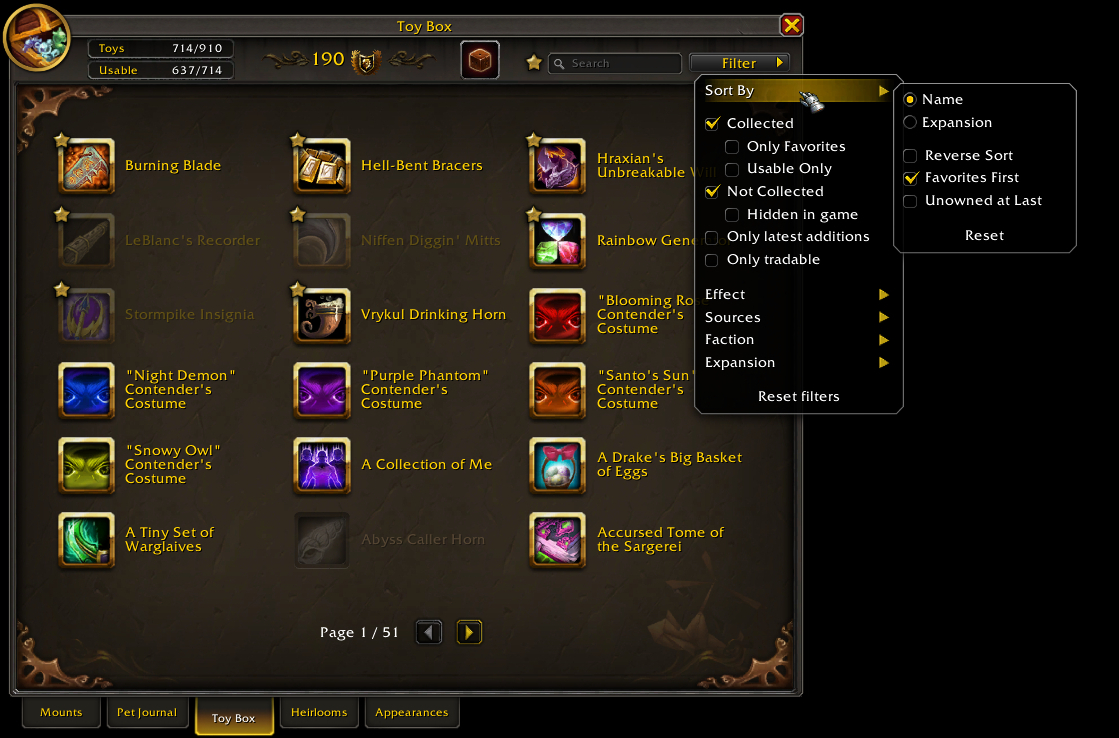 Toy Box
Toys 714/910
Usable 637/714
190
Search
Filter
Burning Blade
Hell-Bent Bracers
Hraxian's
Unbreakable Will
LeBlanc's Recorder
Niffen Diggin' Mitts
Rainbow Gene
Stormpike Insignia
Vrykul Drinking Horn
"Blooming Ro
Contender's
Costume
"Night Demon"
Contender's
Costume
"Purple Phantom"
Contender's
Costume
"Santo's Sun"
Contender's
Costume
"Snowy Owl"
Contender's
Costume
A Collection of Me
A Drake's Big Basket
of Eggs
A Tiny Set of
Warglaives
Abyss Caller Horn
Accursed Tome of
the Sargerei
Page 1 / 51
Mounts
Pet Journal
Toy Box
Heirlooms
Appearances
Sort By
Collected
Only Favorites
Usable Only
Not Collected
Hidden in game
Only latest additions
Only tradable
Effect
Sources
Faction
Expansion
Reset filters
Name
Expansion
Reverse Sort
Favorites First
Unowned at Last
Reset